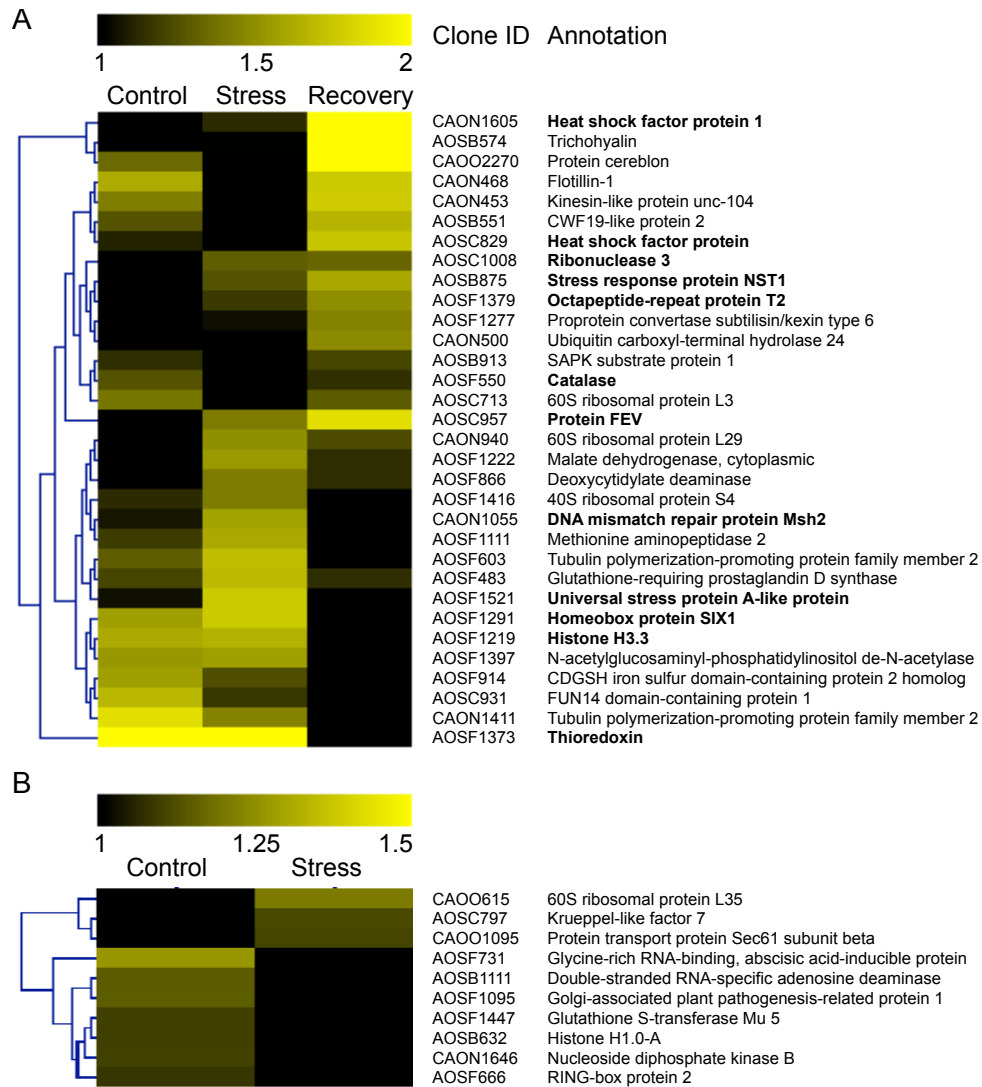 A
Clone ID Annotation
1 1.5 2
Control Stress Recovery
CAON1605 Heat shock factor protein 1
AOSB574 Trichohyalin
CAOO2270 Protein cereblon
CAON468 Flotillin-1
CAON453 Kinesin-like protein unc-104
AOSB551 CWF19-like protein 2
AOSC829 Heat shock factor protein
AOSC1008 Ribonuclease 3
AOSB875 Stress response protein NST1
AOSF1379 Octapeptide-repeat protein T2
AOSF1277 Proprotein convertase subtilisin/kexin type 6
CAON500 Ubiquitin carboxyl-terminal hydrolase 24
AOSB913 SAPK substrate protein 1
AOSF550 Catalase
AOSC713 60S ribosomal protein L3
AOSC957 Protein FEV
CAON940 60S ribosomal protein L29
AOSF1222 Malate dehydrogenase, cytoplasmic
AOSF866 Deoxycytidylate deaminase
AOSF1416 40S ribosomal protein S4
CAON1055 DNA mismatch repair protein Msh2
AOSF1111 Methionine aminopeptidase 2
AOSF603 Tubulin polymerization-promoting protein family member 2
AOSF483 Glutathione-requiring prostaglandin D synthase
AOSF1521 Universal stress protein A-like protein
AOSF1291 Homeobox protein SIX1
AOSF1219 Histone H3.3
AOSF1397 N-acetylglucosaminyl-phosphatidylinositol de-N-acetylase
AOSF914 CDGSH iron sulfur domain-containing protein 2 homolog
AOSC931 FUN14 domain-containing protein 1
CAON1411 Tubulin polymerization-promoting protein family member 2
AOSF1373 Thioredoxin
B
1 1.25 1.5
Control Stress
CAOO615 60S ribosomal protein L35
AOSC797 Krueppel-like factor 7
CAOO1095 Protein transport protein Sec61 subunit beta
AOSF731 Glycine-rich RNA-binding, abscisic acid-inducible protein
AOSB1111 Double-stranded RNA-specific adenosine deaminase
AOSF1095 Golgi-associated plant pathogenesis-related protein 1
AOSF1447 Glutathione S-transferase Mu 5
AOSB632 Histone H1.0-A
CAON1646 Nucleoside diphosphate kinase B
AOSF666 RING-box protein 2